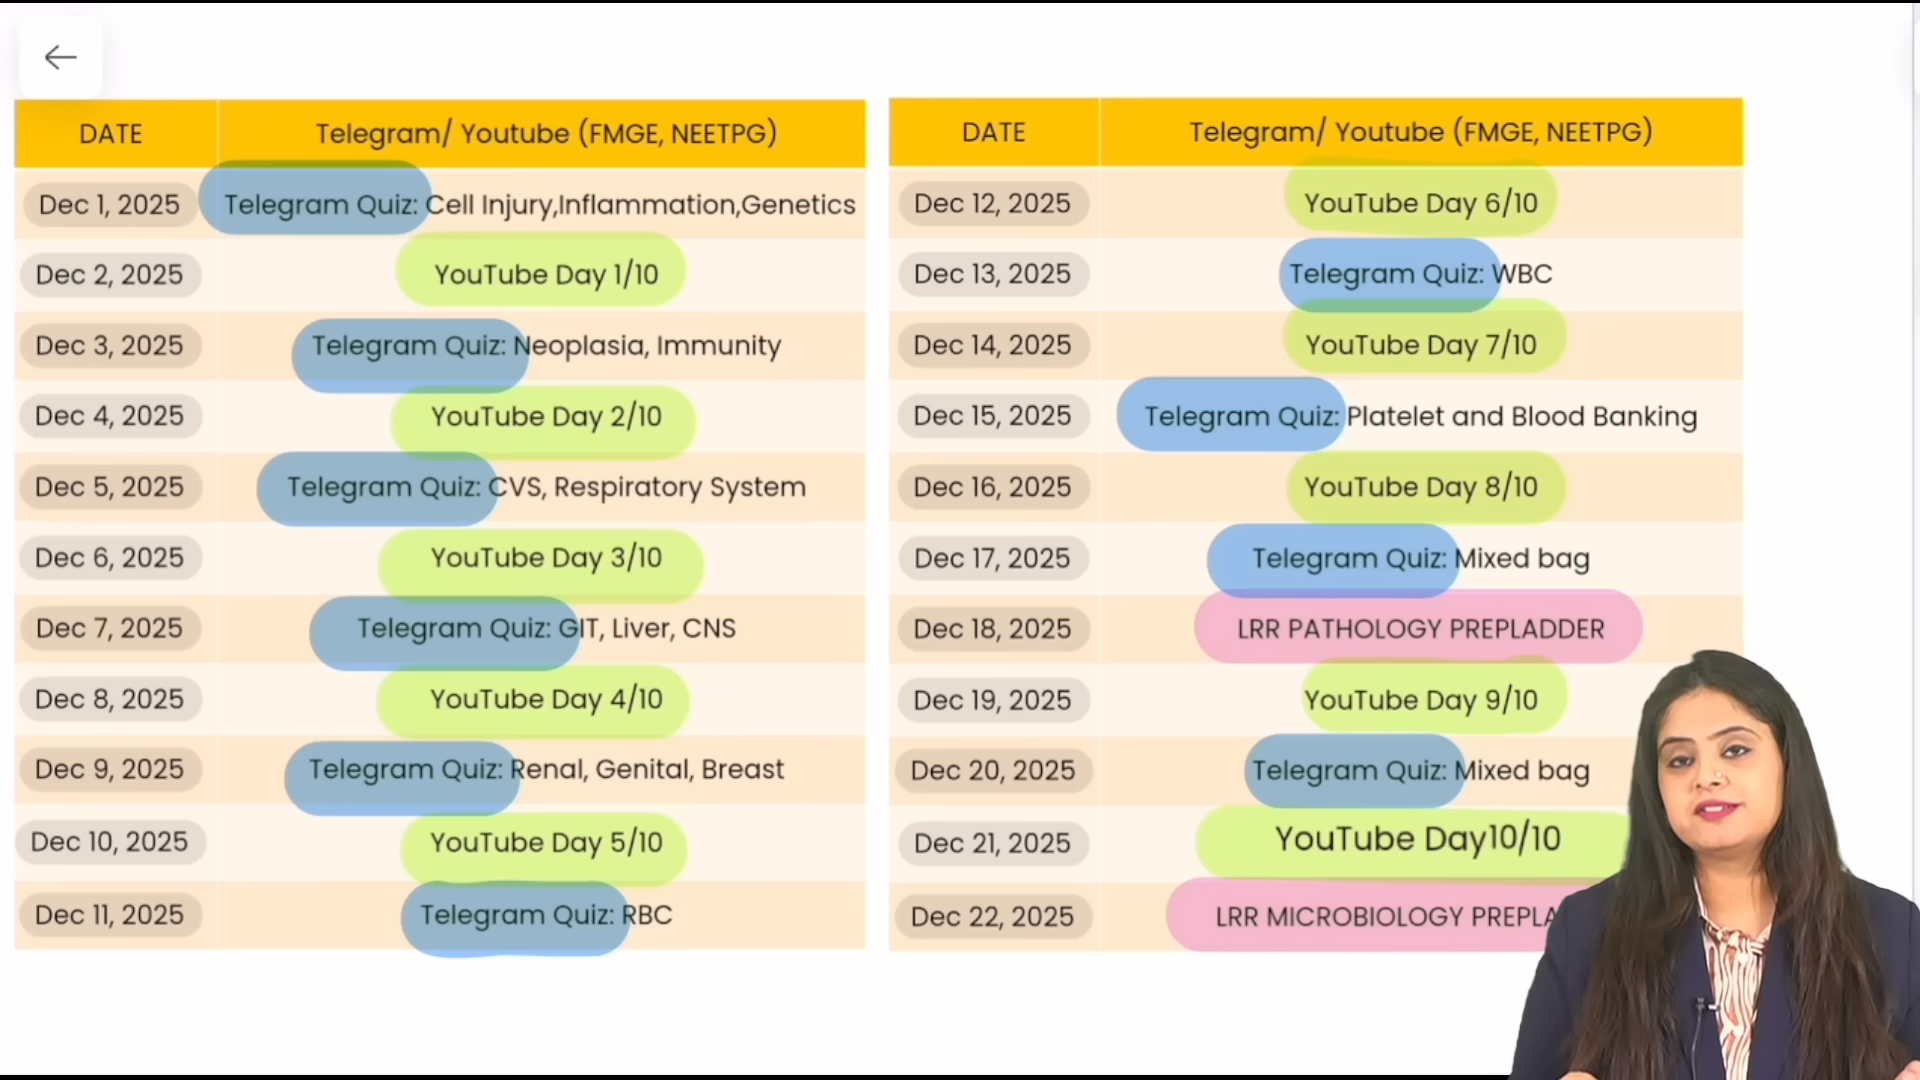 DATE Telegram/ Youtube (FMGE, NEETPG)
Dec 1, 2025 Telegram Quiz: Cell Injury,Inflammation,Genetics
Dec 2, 2025 YouTube Day 1/10
Dec 3, 2025 Telegram Quiz: Neoplasia, Immunity
Dec 4, 2025 YouTube Day 2/10
Dec 5, 2025 Telegram Quiz: CVS, Respiratory System
Dec 6, 2025 YouTube Day 3/10
Dec 7, 2025 Telegram Quiz: GIT, Liver, CNS
Dec 8, 2025 YouTube Day 4/10
Dec 9, 2025 Telegram Quiz: Renal, Genital, Breast
Dec 10, 2025 YouTube Day 5/10
Dec 11, 2025 Telegram Quiz: RBC
DATE Telegram/ Youtube (FMGE, NEETPG)
Dec 12, 2025 YouTube Day 6/10
Dec 13, 2025 Telegram Quiz: WBC
Dec 14, 2025 YouTube Day 7/10
Dec 15, 2025 Telegram Quiz: Platelet and Blood Banking
Dec 16, 2025 YouTube Day 8/10
Dec 17, 2025 Telegram Quiz: Mixed bag
Dec 18, 2025 LRR PATHOLOGY PREPLADDER
Dec 19, 2025 YouTube Day 9/10
Dec 20, 2025 Telegram Quiz: Mixed bag
Dec 21, 2025 YouTube Day10/10
Dec 22, 2025 LRR MICROBIOLOGY